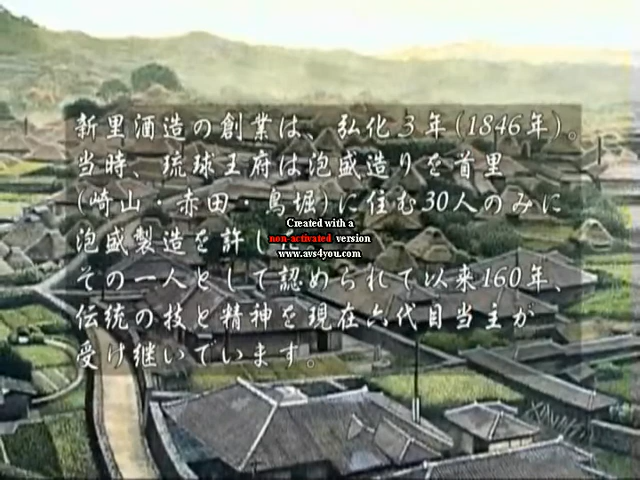 新里酒造の創業は、弘化３年(1846年)。
当時、琉球王府は泡盛造りを首里
(崎山・赤田・鳥堀)に住む30人のみに
泡盛製造を許した
その一人として認められて以来160年、
伝統の技と精神を現在六代目当主が
受け継いでいます。
Created with a
non-activated version
www.avs4you.com